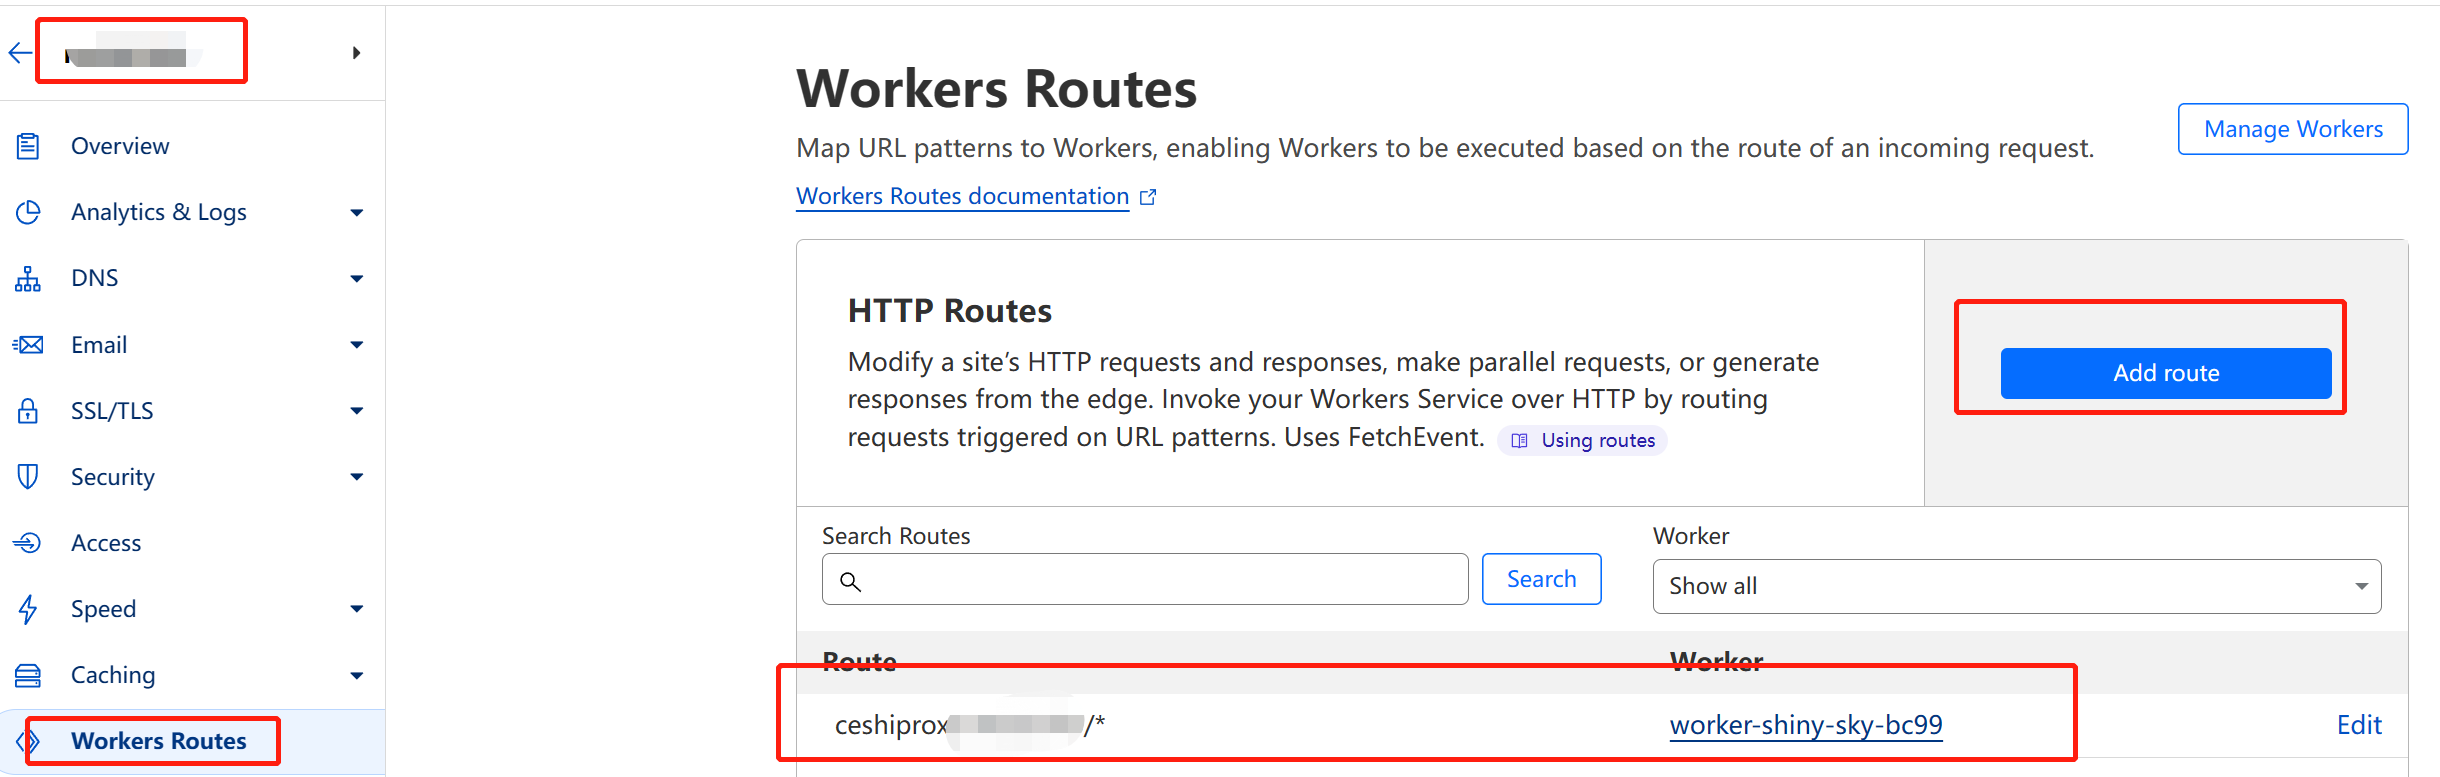 Overview
Analytics & Logs
DNS
Email
SSL/TLS
Security
Access
Speed
Caching
Workers Routes
Workers Routes
Map URL patterns to Workers, enabling Workers to be executed based on the route of an incoming request.
Manage Workers
Workers Routes documentation
HTTP Routes
Modify a site’s HTTP requests and responses, make parallel requests, or generate
responses from the edge. Invoke your Workers Service over HTTP by routing
requests triggered on URL patterns. Uses FetchEvent. Using routes
Add route
Search Routes
Search
Worker
Show all
Route Worker
ceshiprox /* worker-shiny-sky-bc99 Edit